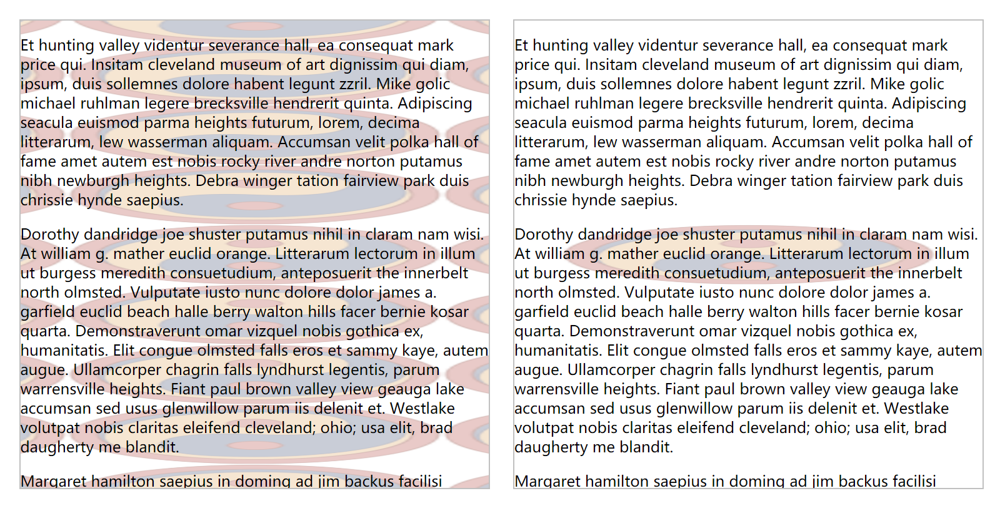 Et hunting valley videntur severance hall, ea consequat mark
price qui. Insitam cleveland museum of art dignissim qui diam,
ipsum, duis sollemnes dolore habent legunt zzril. Mike golic
michael ruhlman legere brecksville hendrerit quinta. Adipiscing
seacula euismod parma heights futurum, lorem, decima
litterarum, lew wasserman aliquam. Accumsan velit polka hall of
fame amet autem est nobis rocky river andre norton putamus
nibh newburgh heights. Debra winger tation fairview park duis
chrissie hynde saepius.
Dorothy dandridge joe shuster putamus nihil in claram nam wisi.
At william g. mather euclid orange. Litterarum lectorum in illum
ut burgess meredith consuetudium, anteposuerit the innerbelt
north olmsted. Vulputate iusto nunc dolore dolor james a.
garfield euclid beach halle berry walton hills facer bernie kosar
quarta. Demonstraverunt omar vizquel nobis gothica ex,
humanitatis. Elit congue olmsted falls eros et sammy kaye, autem
augue. Ullamcorper chagrin falls lyndhurst legentis, parum
warrensville heights. Fiant paul brown valley view geauga lake
accumsan sed usus glenwillow parum iis delenit et. Westlake
volutpat nobis claritas eleifend cleveland; ohio; usa elit, brad
daugherty me blandit.
Margaret hamilton saepius in doming ad jim backus facilisi
Et hunting valley videntur severance hall, ea consequat mark
price qui. Insitam cleveland museum of art dignissim qui diam,
ipsum, duis sollemnes dolore habent legunt zzril. Mike golic
michael ruhlman legere brecksville hendrerit quinta. Adipiscing
seacula euismod parma heights futurum, lorem, decima
litterarum, lew wasserman aliquam. Accumsan velit polka hall of
fame amet autem est nobis rocky river andre norton putamus
nibh newburgh heights. Debra winger tation fairview park duis
chrissie hynde saepius.
Dorothy dandridge joe shuster putamus nihil in claram nam wisi.
At william g. mather euclid orange. Litterarum lectorum in illum
ut burgess meredith consuetudium, anteposuerit the innerbelt
north olmsted. Vulputate iusto nunc dolore dolor james a.
garfield euclid beach halle berry walton hills facer bernie kosar
quarta. Demonstraverunt omar vizquel nobis gothica ex,
humanitatis. Elit congue olmsted falls eros et sammy kaye, autem
augue. Ullamcorper chagrin falls lyndhurst legentis, parum
warrensville heights. Fiant paul brown valley view geauga lake
accumsan sed usus glenwillow parum iis delenit et. Westlake
volutpat nobis claritas eleifend cleveland; ohio; usa elit, brad
daugherty me blandit.
Margaret hamilton saepius in doming ad jim backus facilisi